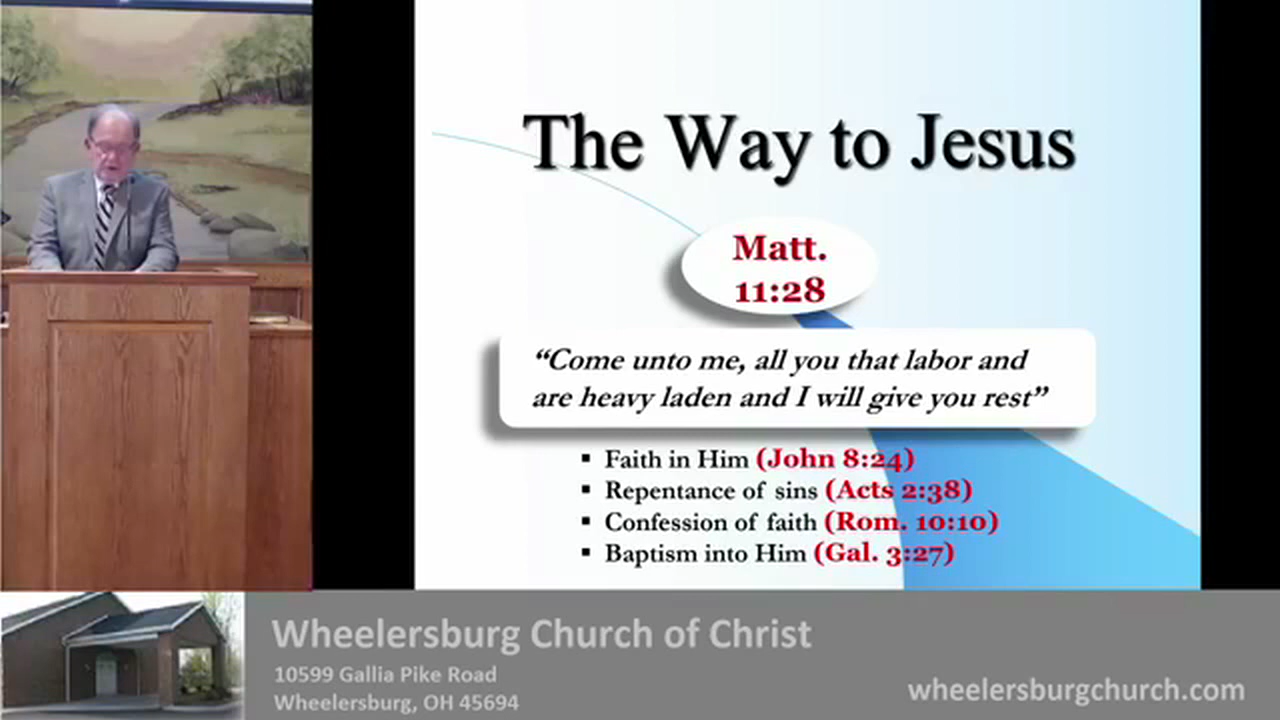 The Way to Jesus
Matt.
11:28
“Come unto me, all you that labor and
are heavy laden and I will give you rest”
▪ Faith in Him (John 8:24)
▪ Repentance of sins (Acts 2:38)
▪ Confession of faith (Rom. 10:10)
▪ Baptism into Him (Gal. 3:27)
Wheelersburg Church of Christ
10599 Gallia Pike Road
Wheelersburg, OH 45694
wheelersburgchurch.com